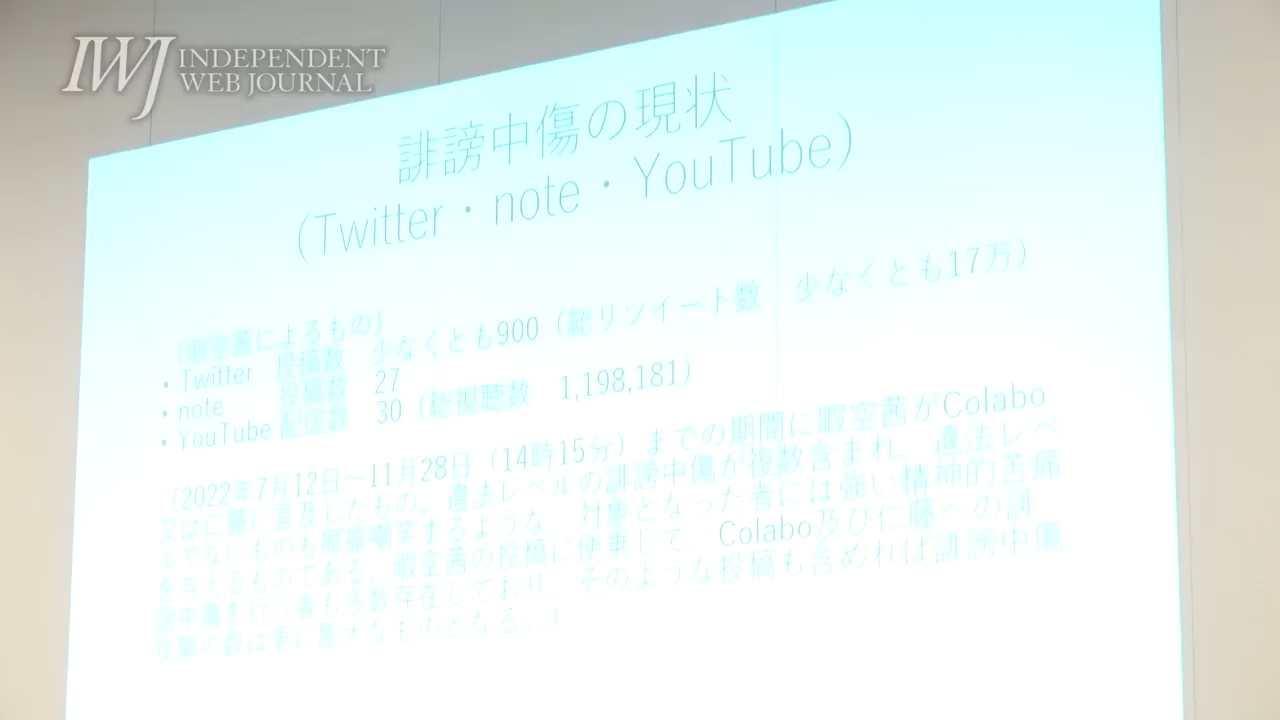 IWJ INDEPENDENT
WEB JOURNAL
誹謗中傷の現状
（Twitter・note・YouTube）
（暇空茜によるもの）
・Twitter 投稿数 少なくとも900（総リツイート数 少なくとも17万）
・note 投稿数 27
・YouTube 配信数 30（総視聴数 1,198,181）
（2022年7月12日～11月28日（14時15分）までの期間に暇空茜がColabo
又は仁藤に言及したもの。違法レベルの誹謗中傷が複数含まれ、違法レベ
ルでないものも揶揄嘲笑するような、対象となった者には強い精神的苦痛
を与えるものである。暇空茜の投稿に便乗して、Colabo及び仁藤への誹
謗中傷を行う者も多数存在しており、そのような投稿も含めれば誹謗中傷
攻撃の数は更に膨大なものとなる。）